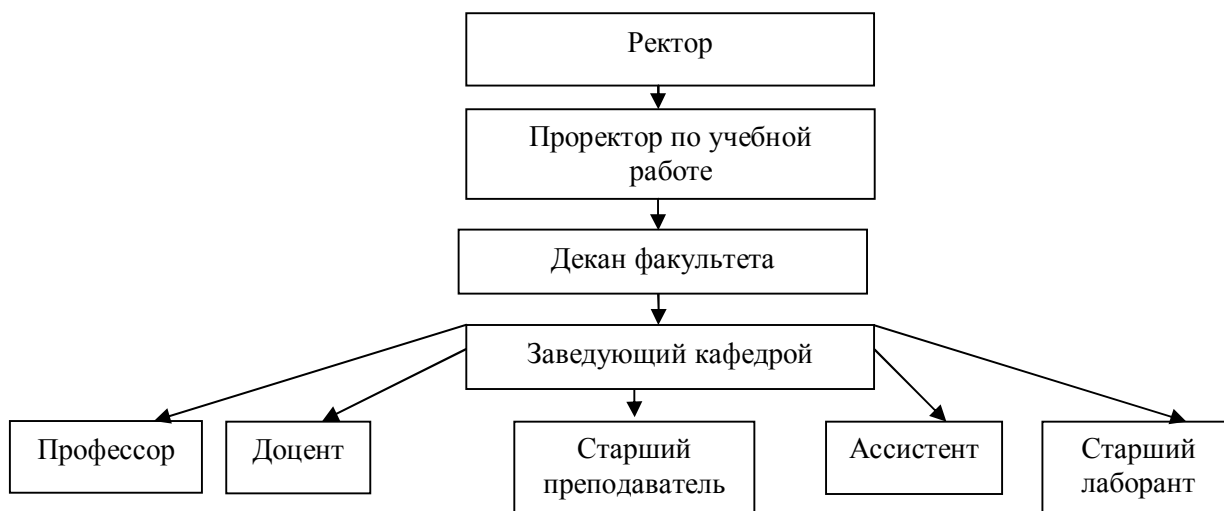 Ректор
Проректор по учебной
работе
Декан факультета
Заведующий кафедрой
Профессор
Доцент
Старший
преподаватель
Ассистент
Старший
лаборант